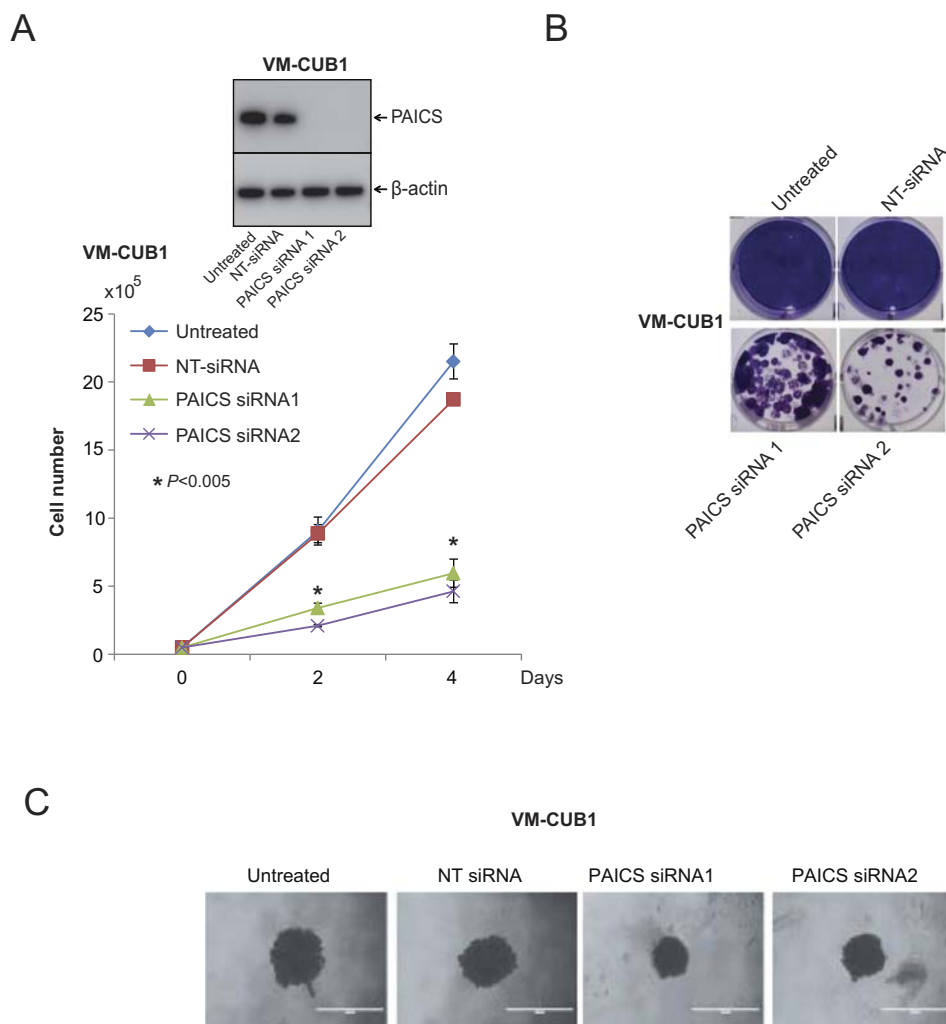 A
VM-CUB1
PAICS
β-actin
Untreated
NT-siRNA
PAICS siRNA 1
PAICS siRNA 2
VM-CUB1
x10⁵
25
20
15
10
5
0
Cell number
Untreated
NT-siRNA
PAICS siRNA1
PAICS siRNA2
* P<0.005
*
*
0 2 4 Days
B
Untreated
NT-siRNA
VM-CUB1
PAICS siRNA 1
PAICS siRNA 2
C
VM-CUB1
Untreated NT siRNA PAICS siRNA1 PAICS siRNA2